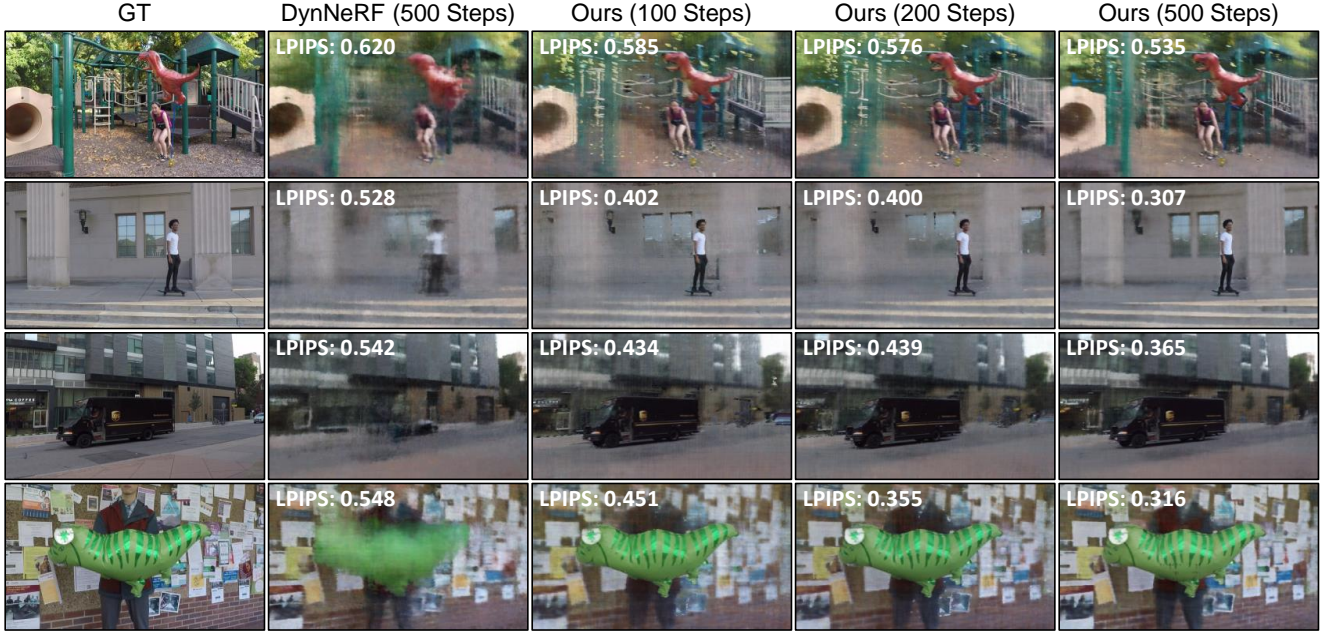 GT DynNeRF (500 Steps) Ours (100 Steps) Ours (200 Steps) Ours (500 Steps)
LPIPS: 0.620 LPIPS: 0.585 LPIPS: 0.576 LPIPS: 0.535
LPIPS: 0.528 LPIPS: 0.402 LPIPS: 0.400 LPIPS: 0.307
LPIPS: 0.542 LPIPS: 0.434 LPIPS: 0.439 LPIPS: 0.365
LPIPS: 0.548 LPIPS: 0.451 LPIPS: 0.355 LPIPS: 0.316